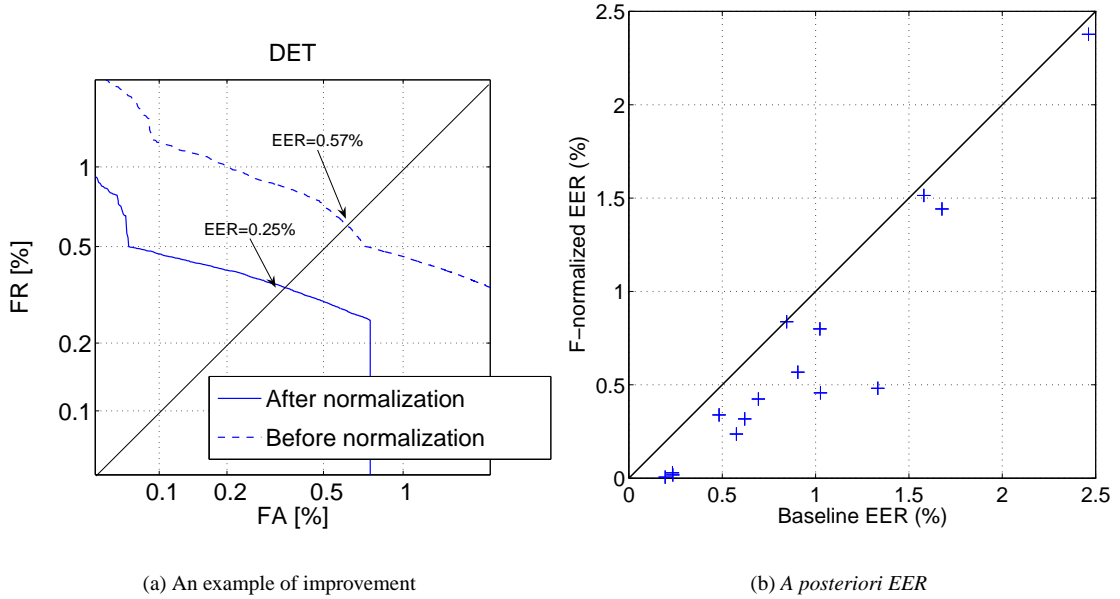 DET
EER=0.57%
EER=0.25%
FR [%]
1
0.5
0.2
0.1
After normalization
Before normalization
0.1 0.2 0.5 1
FA [%]
(a) An example of improvement
2.5
2
1.5
1
0.5
0
F−normalized EER (%)
0 0.5 1 1.5 2 2.5
Baseline EER (%)
(b) A posteriori EER